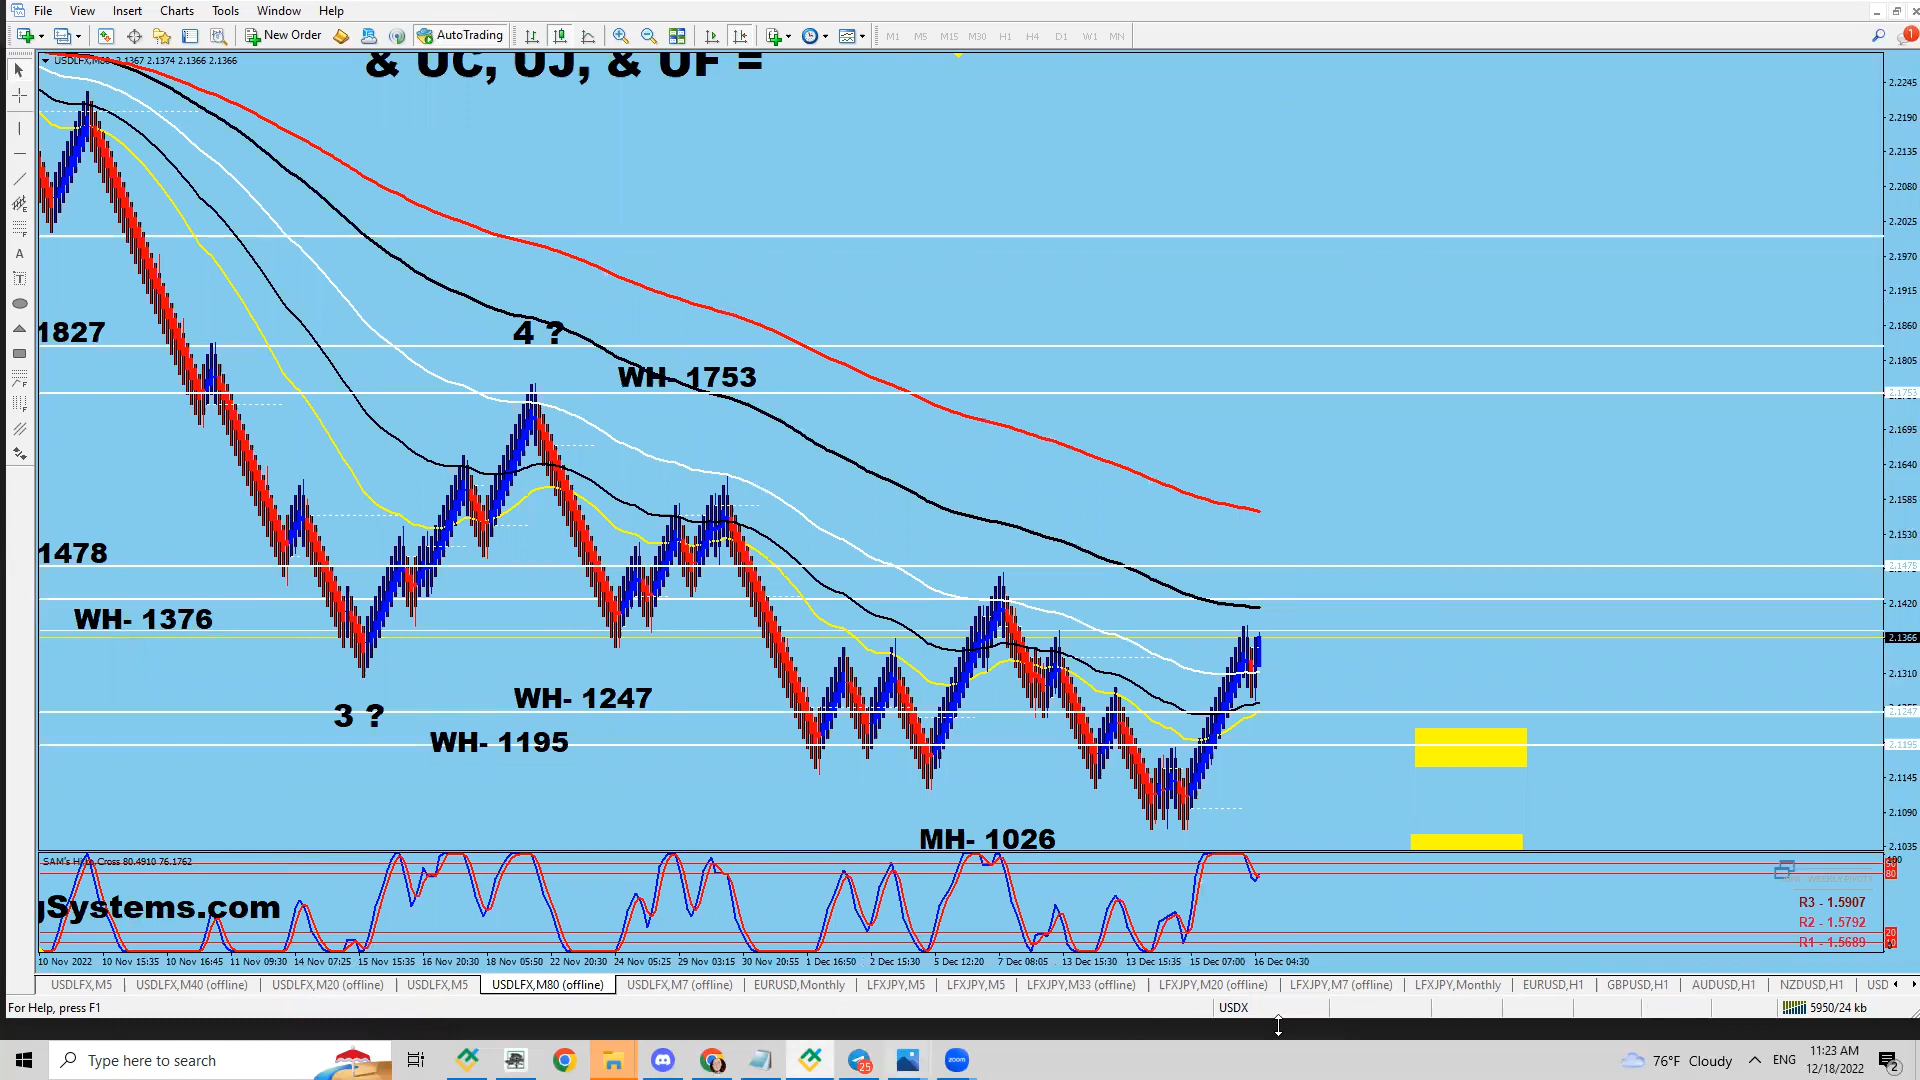 File View Insert Charts Tools Window Help
New Order AutoTrading M1 M5 M15 M30 H1 H4 D1 W1 MN 1
& UC, UJ, & UF =
USDLFX,M80 2.1367 2.1374 2.1366 2.1366
2.2245
2.2190
2.2135
2.2080
2.2025
2.1970
2.1915
1827
4 ?
2.1860
2.1805
WH- 1753
2.1753
2.1695
2.1640
2.1585
2.1530
1478
2.1475
2.1420
WH- 1376
2.1366
2.1310
WH- 1247
2.1247
3 ?
WH- 1195
2.1195
2.1145
2.1090
MH- 1026
2.1035
SAM's Hi Lo Cross 80.4910 76.1762
100
80
WEEKLY PIVOTS
gSystems.com
R3 - 1.5907
R2 - 1.5792
R1 - 1.5689
20
10 Nov 2022 10 Nov 15:35 10 Nov 16:45 11 Nov 09:30 14 Nov 07:25 15 Nov 15:35 16 Nov 20:30 18 Nov 05:50 22 Nov 20:30 24 Nov 05:25 29 Nov 03:15 30 Nov 20:55 1 Dec 16:50 2 Dec 15:30 5 Dec 12:20 7 Dec 08:05 13 Dec 15:30 13 Dec 15:35 15 Dec 07:00 16 Dec 04:30
USDLFX,M5 USDLFX,M40 (offline) USDLFX,M20 (offline) USDLFX,M5 USDLFX,M80 (offline) USDLFX,M7 (offline) EURUSD,Monthly LFXJPY,M5 LFXJPY,M5 LFXJPY,M33 (offline) LFXJPY,M20 (offline) LFXJPY,M7 (offline) LFXJPY,Monthly EURUSD,H1 GBPUSD,H1 AUDUSD,H1 NZDUSD,H1 USD
For Help, press F1 USDX 5950/24 kb
Type here to search 25 zoom 76°F Cloudy ENG 11:23 AM
12/18/2022 2